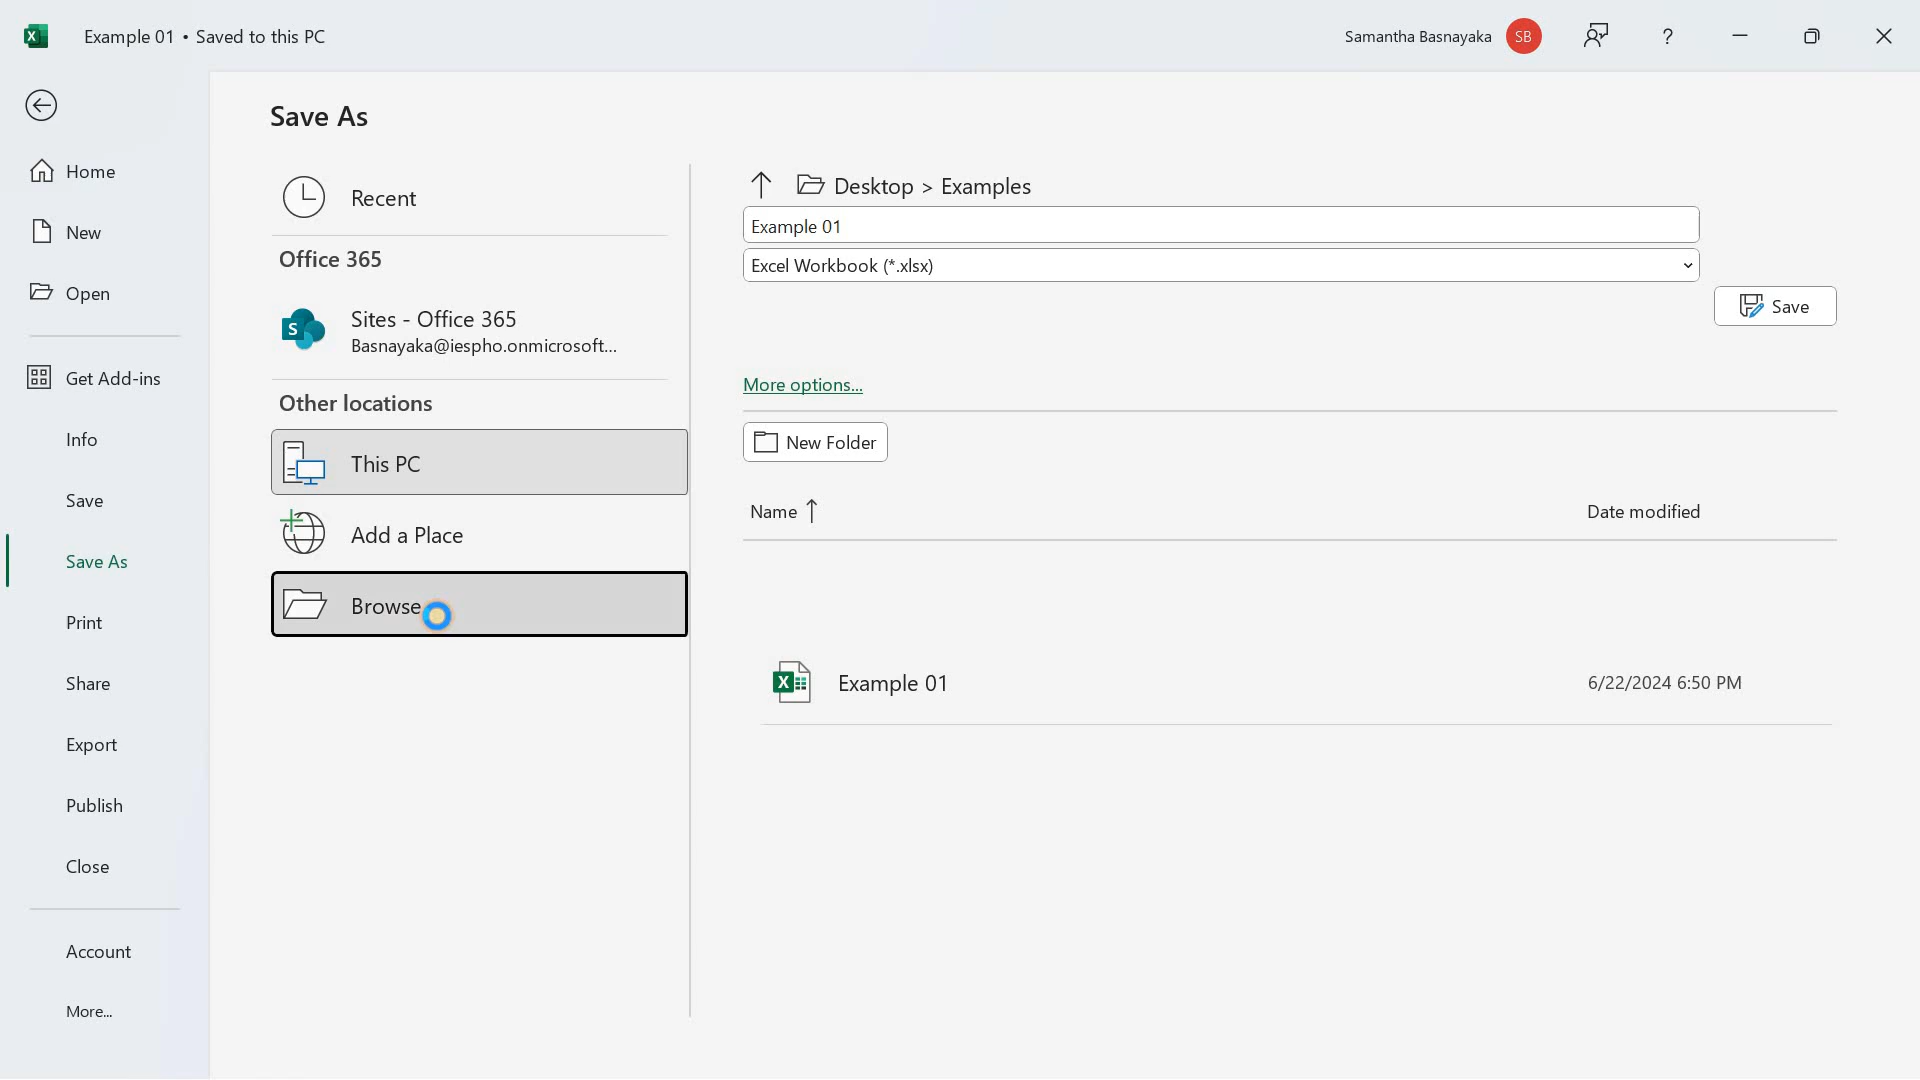 Example 01 • Saved to this PC
Samantha Basnayaka SB ?
Save As
Home
New
Open
Get Add-ins
Info
Save
Save As
Print
Share
Export
Publish
Close
Account
More...
Recent
Office 365
S
Sites - Office 365
Basnayaka@iespho.onmicrosoft...
Other locations
This PC
Add a Place
Browse
Desktop > Examples
Example 01
Excel Workbook (*.xlsx)
Save
More options...
New Folder
Name ↑ Date modified
Example 01 6/22/2024 6:50 PM